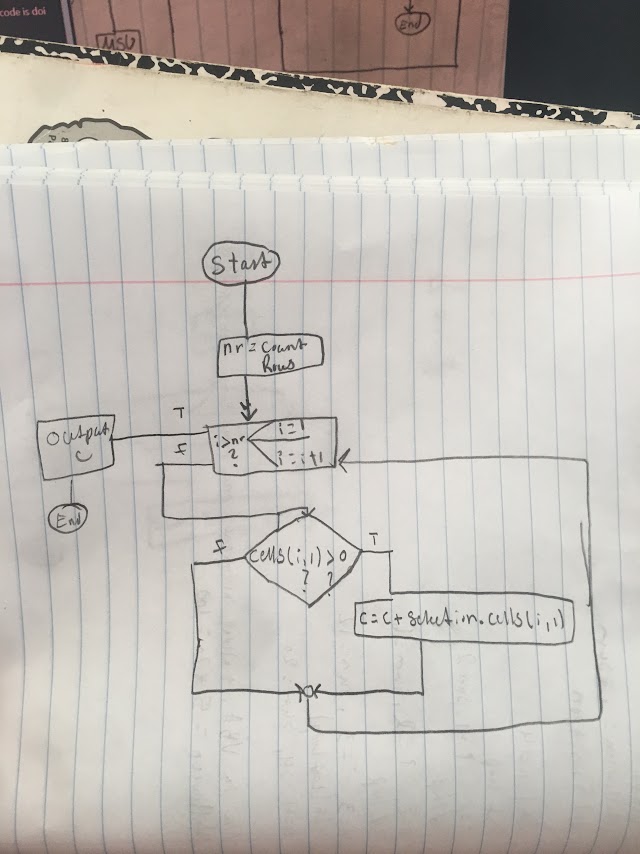 code is doi
End
Start
nr = Count
Rows
T
i>nr
?
i=1
i=i+1
Output
C
F
End
F
cells(i,1)>0
? ?
T
C=C+Selection.cells(i,1)